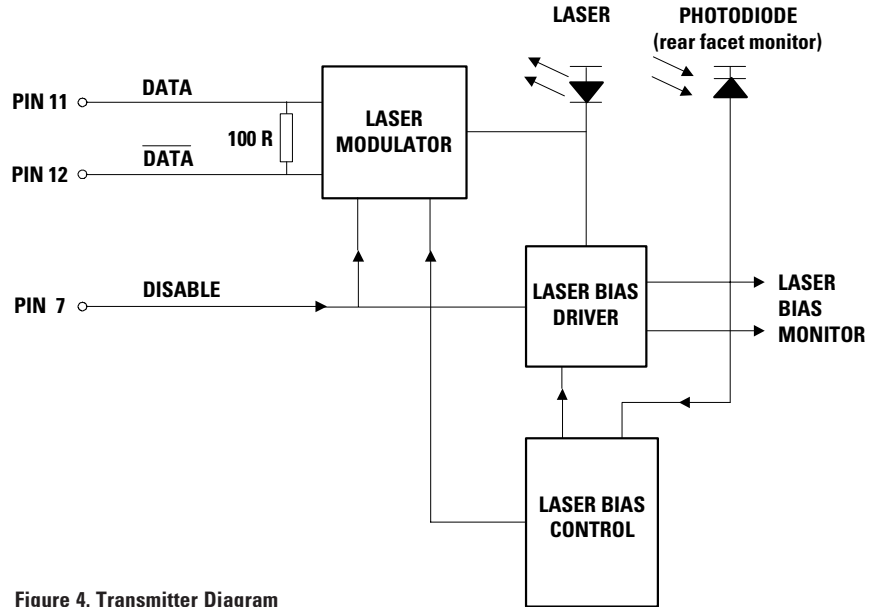 LASER
PHOTODIODE
(rear facet monitor)
PIN 11
DATA
LASER
MODULATOR
100 R
PIN 12
D̅A̅T̅A̅
PIN 7
DISABLE
LASER BIAS
DRIVER
LASER
BIAS
MONITOR
LASER BIAS
CONTROL
Figure 4. Transmitter Diagram